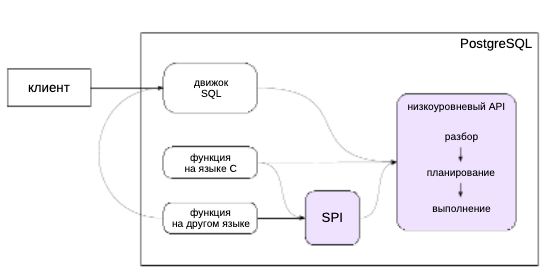 PostgreSQL
клиент
движок
SQL
низкоуровневый API
разбор
планирование
выполнение
функция
на языке C
функция
на другом языке
SPI